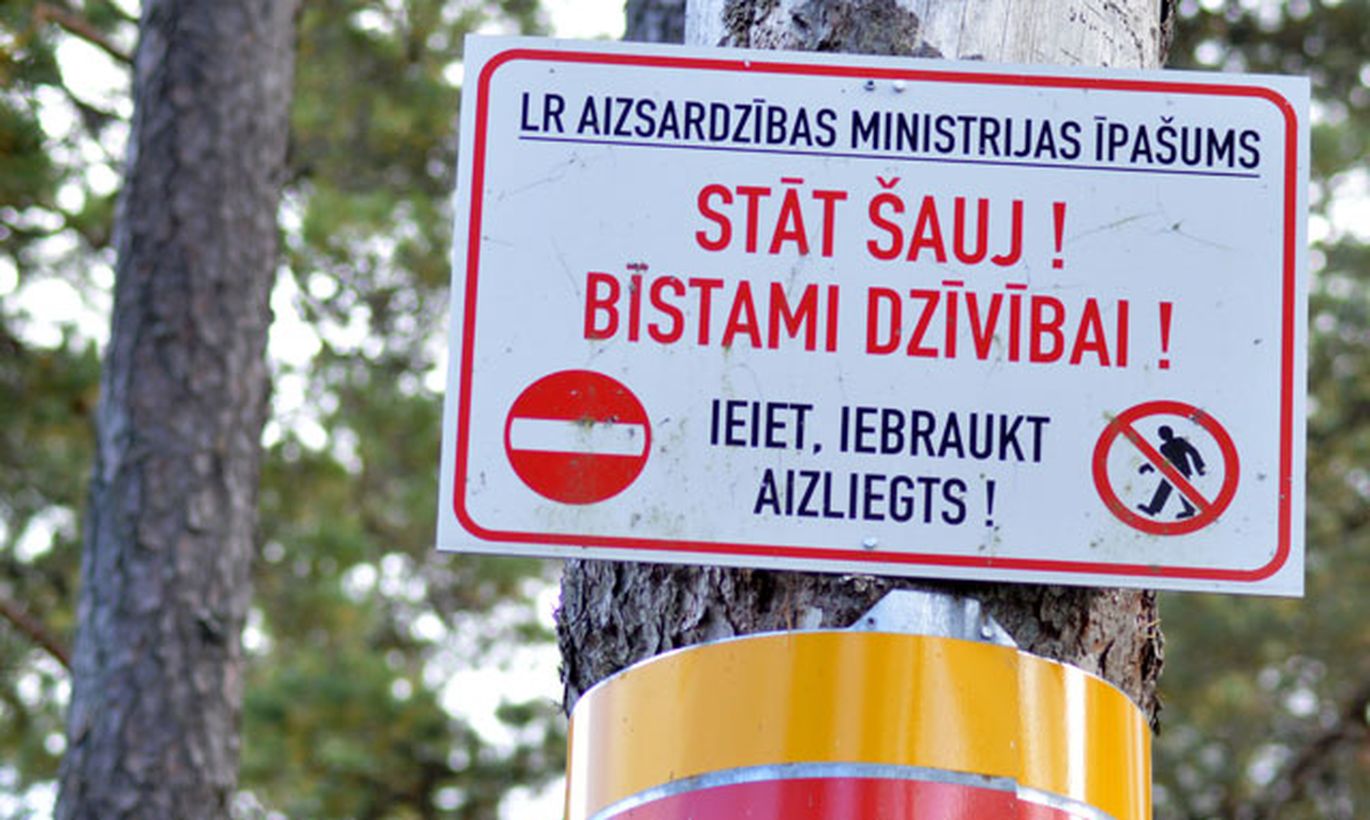 LR AIZSARDZĪBAS MINISTRIJAS ĪPAŠUMS
STĀT ŠAUJ !
BĪSTAMI DZĪVĪBAI !
IEIET, IEBRAUKT
AIZLIEGTS !